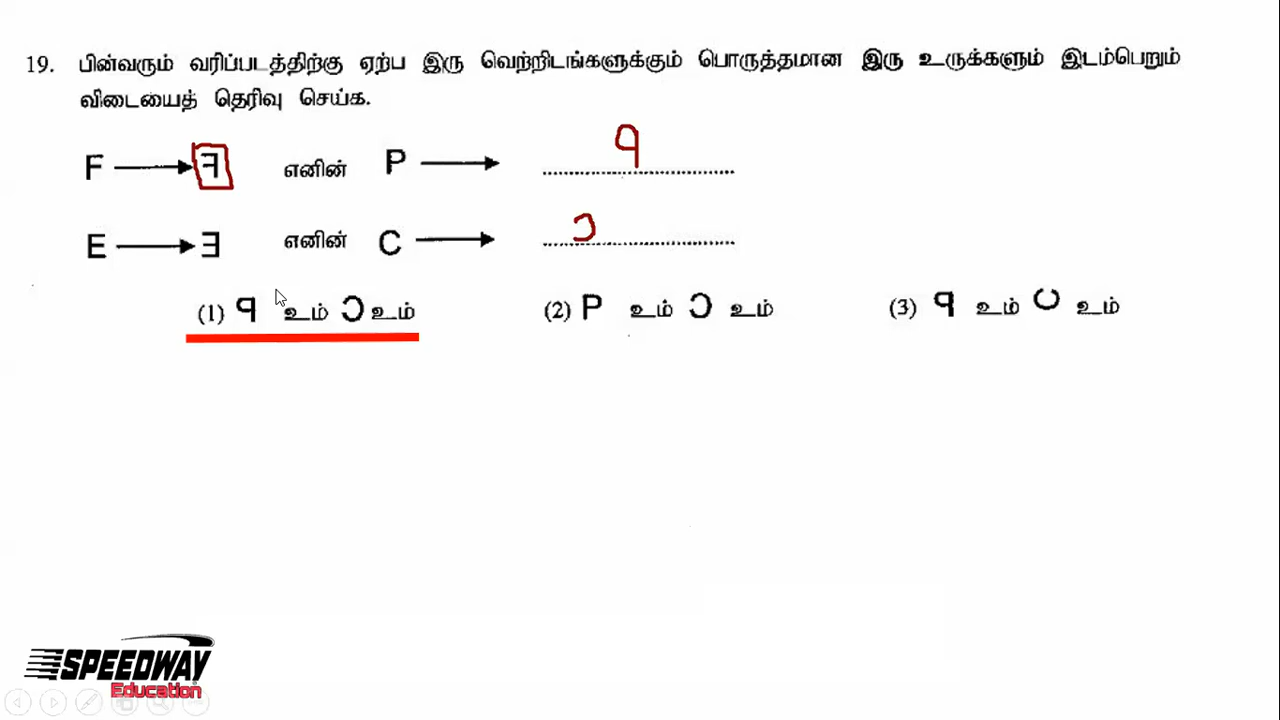 19. பின்வரும் வரிப்படத்திற்கு ஏற்ப இரு வெற்றிடங்களுக்கும் பொருத்தமான இரு உருக்களும் இடம்பெறும்
விடையைத் தெரிவு செய்க.
F → ꟻ எனின் P → ꟼ
E → Ǝ எனின் C → Ɔ
(1) ꟼ உம் Ɔ உம் (2) P உம் Ɔ உம் (3) ꟼ உம் ᴗ உம்
SPEEDWAY
Education